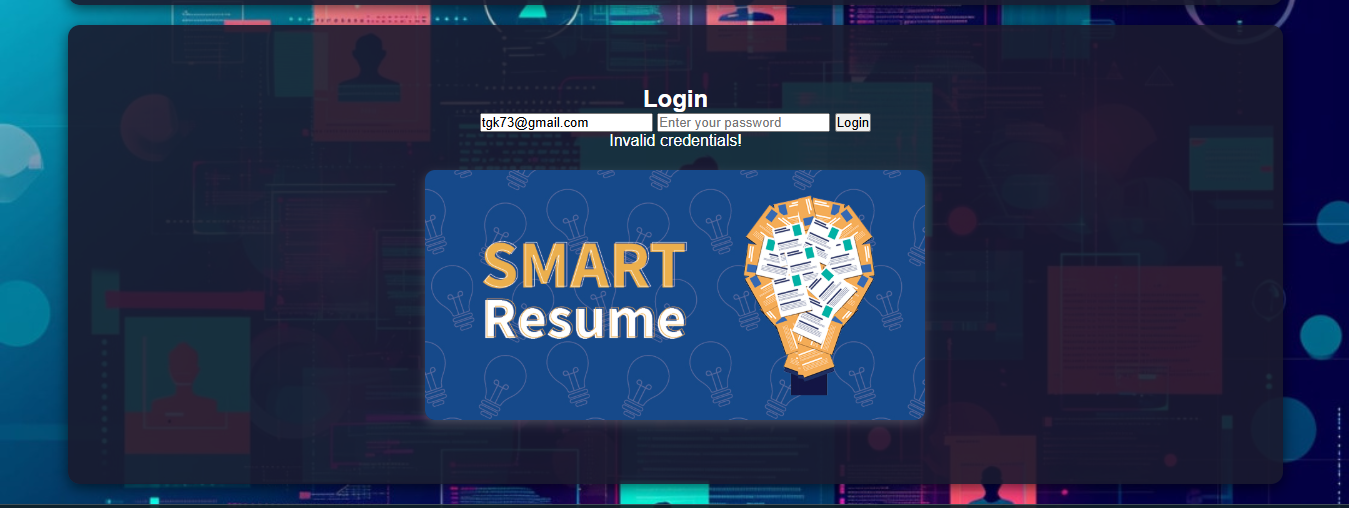 Login
tgk73@gmail.com Enter your password Login
Invalid credentials!
SMART
Resume